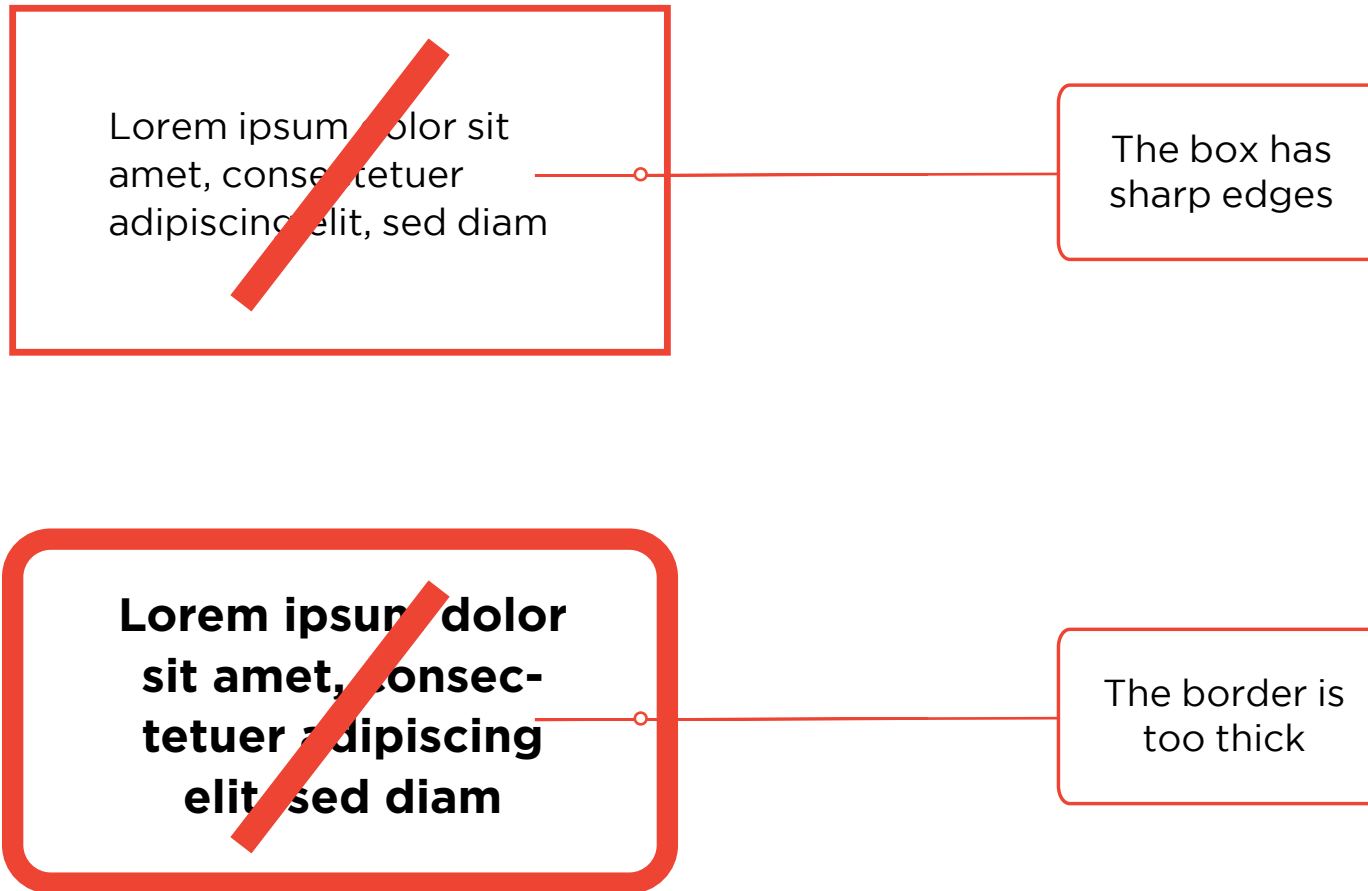 Lorem ipsum dolor sit
amet, consectetuer
adipiscing elit, sed diam
The box has
sharp edges
Lorem ipsum dolor
sit amet, consec-
tetuer adipiscing
elit, sed diam
The border is
too thick